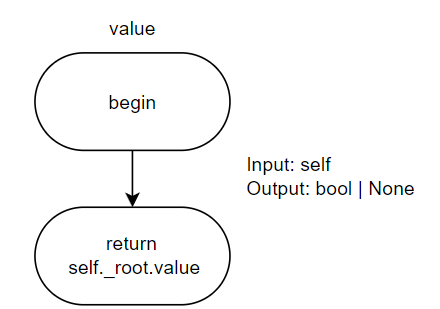 value
begin
Input: self
Output: bool | None
return
self._root.value